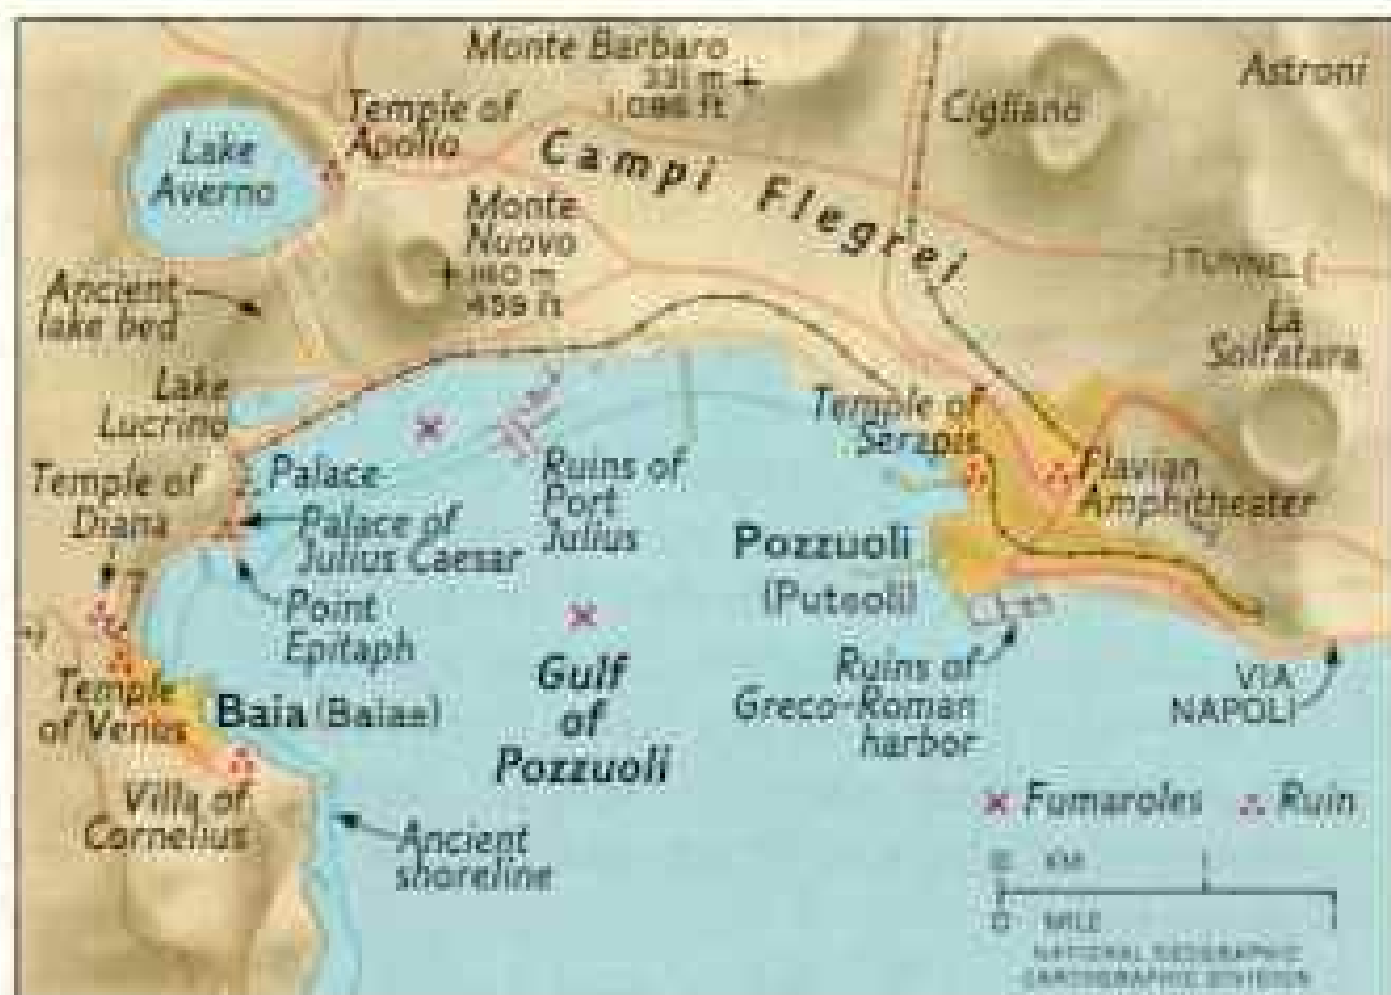 Monte Barbaro
331 m
1,086 ft
Cigliano
Astroni
Temple of
Apollo
Lake
Averno
Campi Flegrei
Monte
Nuovo
140 m
459 ft
TUNNEL
Ancient
lake bed
La
Solfatara
Lake
Lucrino
Temple of
Serapis
Temple of
Diana
Palace
Palace of
Julius Caesar
Ruins of
Port
Julius
Flavian
Amphitheater
Pozzuoli
(Puteoli)
Point
Epitaph
Gulf
of
Pozzuoli
Ruins of
Greco-Roman
harbor
VIA
NAPOLI
Temple
of Venus
Baia (Baiae)
Villa of
Cornelius
Ancient
shoreline
Fumaroles
Ruin
0 KM 1
0 MILE 1
NATIONAL GEOGRAPHIC
CARTOGRAPHIC DIVISION